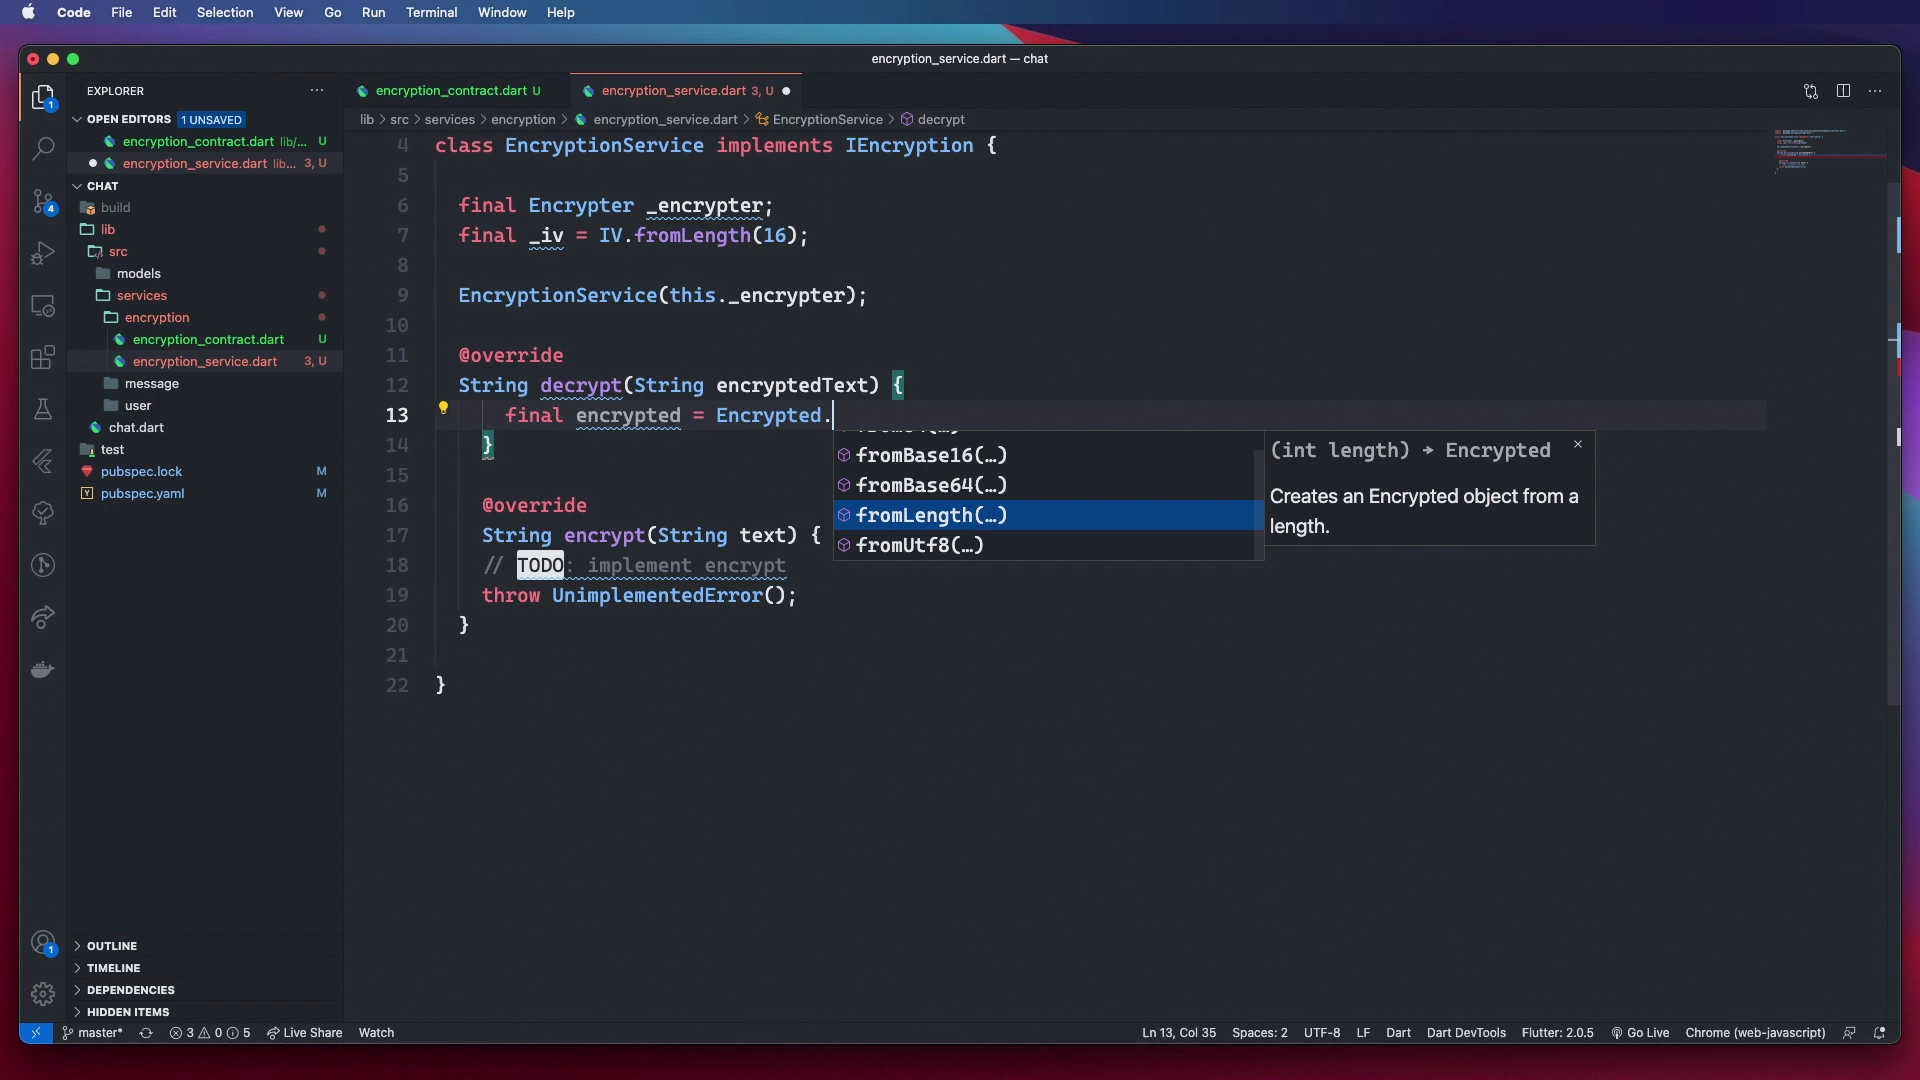 Code File Edit Selection View Go Run Terminal Window Help
encryption_service.dart — chat
EXPLORER
OPEN EDITORS 1 UNSAVED
encryption_contract.dart lib/... U
encryption_service.dart lib... 3, U
CHAT
build
lib
src
models
services
encryption
encryption_contract.dart U
encryption_service.dart 3, U
message
user
chat.dart
test
pubspec.lock M
pubspec.yaml M
OUTLINE
TIMELINE
DEPENDENCIES
HIDDEN ITEMS
1
4
1
encryption_contract.dart U
encryption_service.dart 3, U
lib > src > services > encryption > encryption_service.dart > EncryptionService > decrypt
4 class EncryptionService implements IEncryption {
5
6 final Encrypter _encrypter;
7 final _iv = IV.fromLength(16);
8
9 EncryptionService(this._encrypter);
10
11 @override
12 String decrypt(String encryptedText) {
13 final encrypted = Encrypted.
14 }
15
16 @override
17 String encrypt(String text) {
18 // TODO: implement encrypt
19 throw UnimplementedError();
20 }
21
22 }
fromBase16(…)
fromBase64(…)
fromLength(…)
fromUtf8(…)
(int length) → Encrypted
Creates an Encrypted object from a
length.
master* 3 0 5 Live Share Watch
Ln 13, Col 35 Spaces: 2 UTF-8 LF Dart Dart DevTools Flutter: 2.0.5 Go Live Chrome (web-javascript)